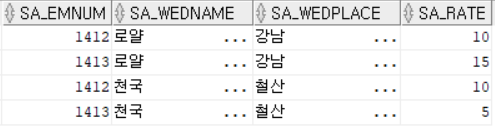 SA_EMNUM SA_WEDNAME SA_WEDPLACE SA_RATE
1412 로얄 ... 강남 ... 10
1413 로얄 ... 강남 ... 15
1412 천국 ... 철산 ... 10
1413 천국 ... 철산 ... 5